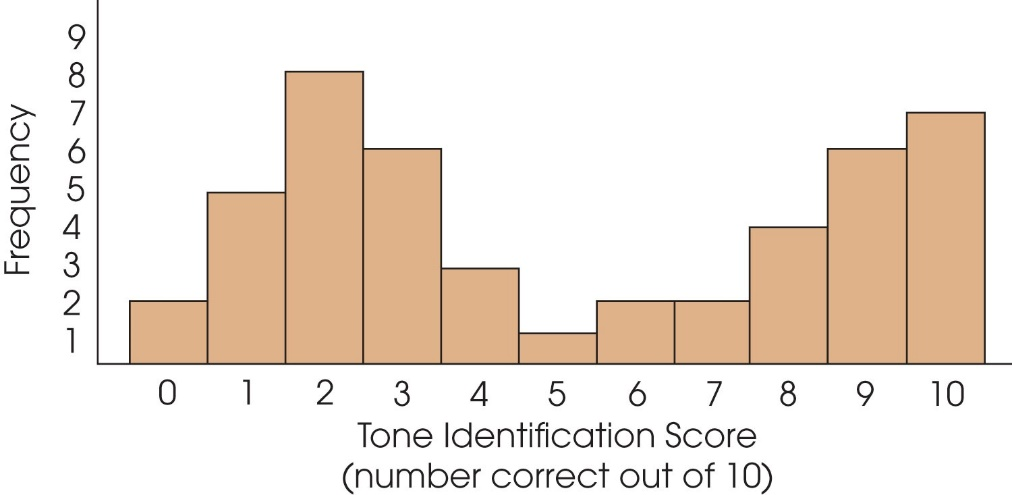 Frequency
9
8
7
6
5
4
3
2
1
0 1 2 3 4 5 6 7 8 9 10
Tone Identification Score
(number correct out of 10)